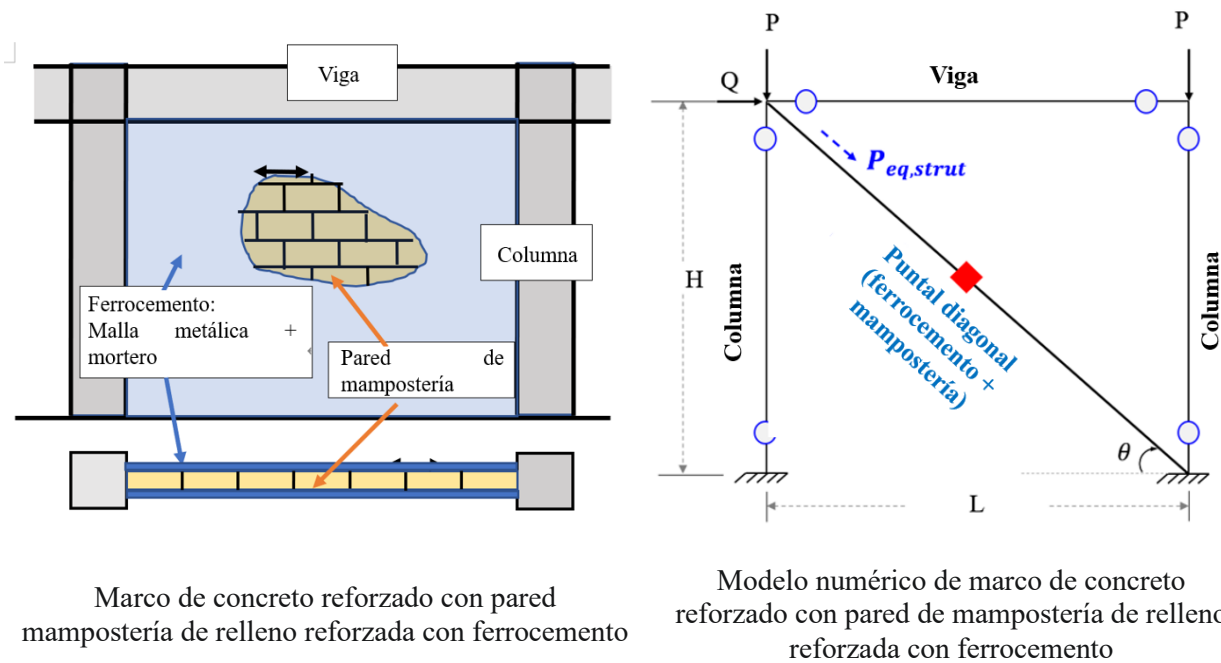 Viga
Columna
Ferrocemento:
Malla metálica +
mortero
Pared de
mampostería
Marco de concreto reforzado con pared
mampostería de relleno reforzada con ferrocemento
P
P
Q
Viga
P_eq,strut
H
Columna
Puntal diagonal
(ferrocemento +
mampostería)
Columna
θ
L
Modelo numérico de marco de concreto
reforzado con pared de mampostería de relleno
reforzada con ferrocemento